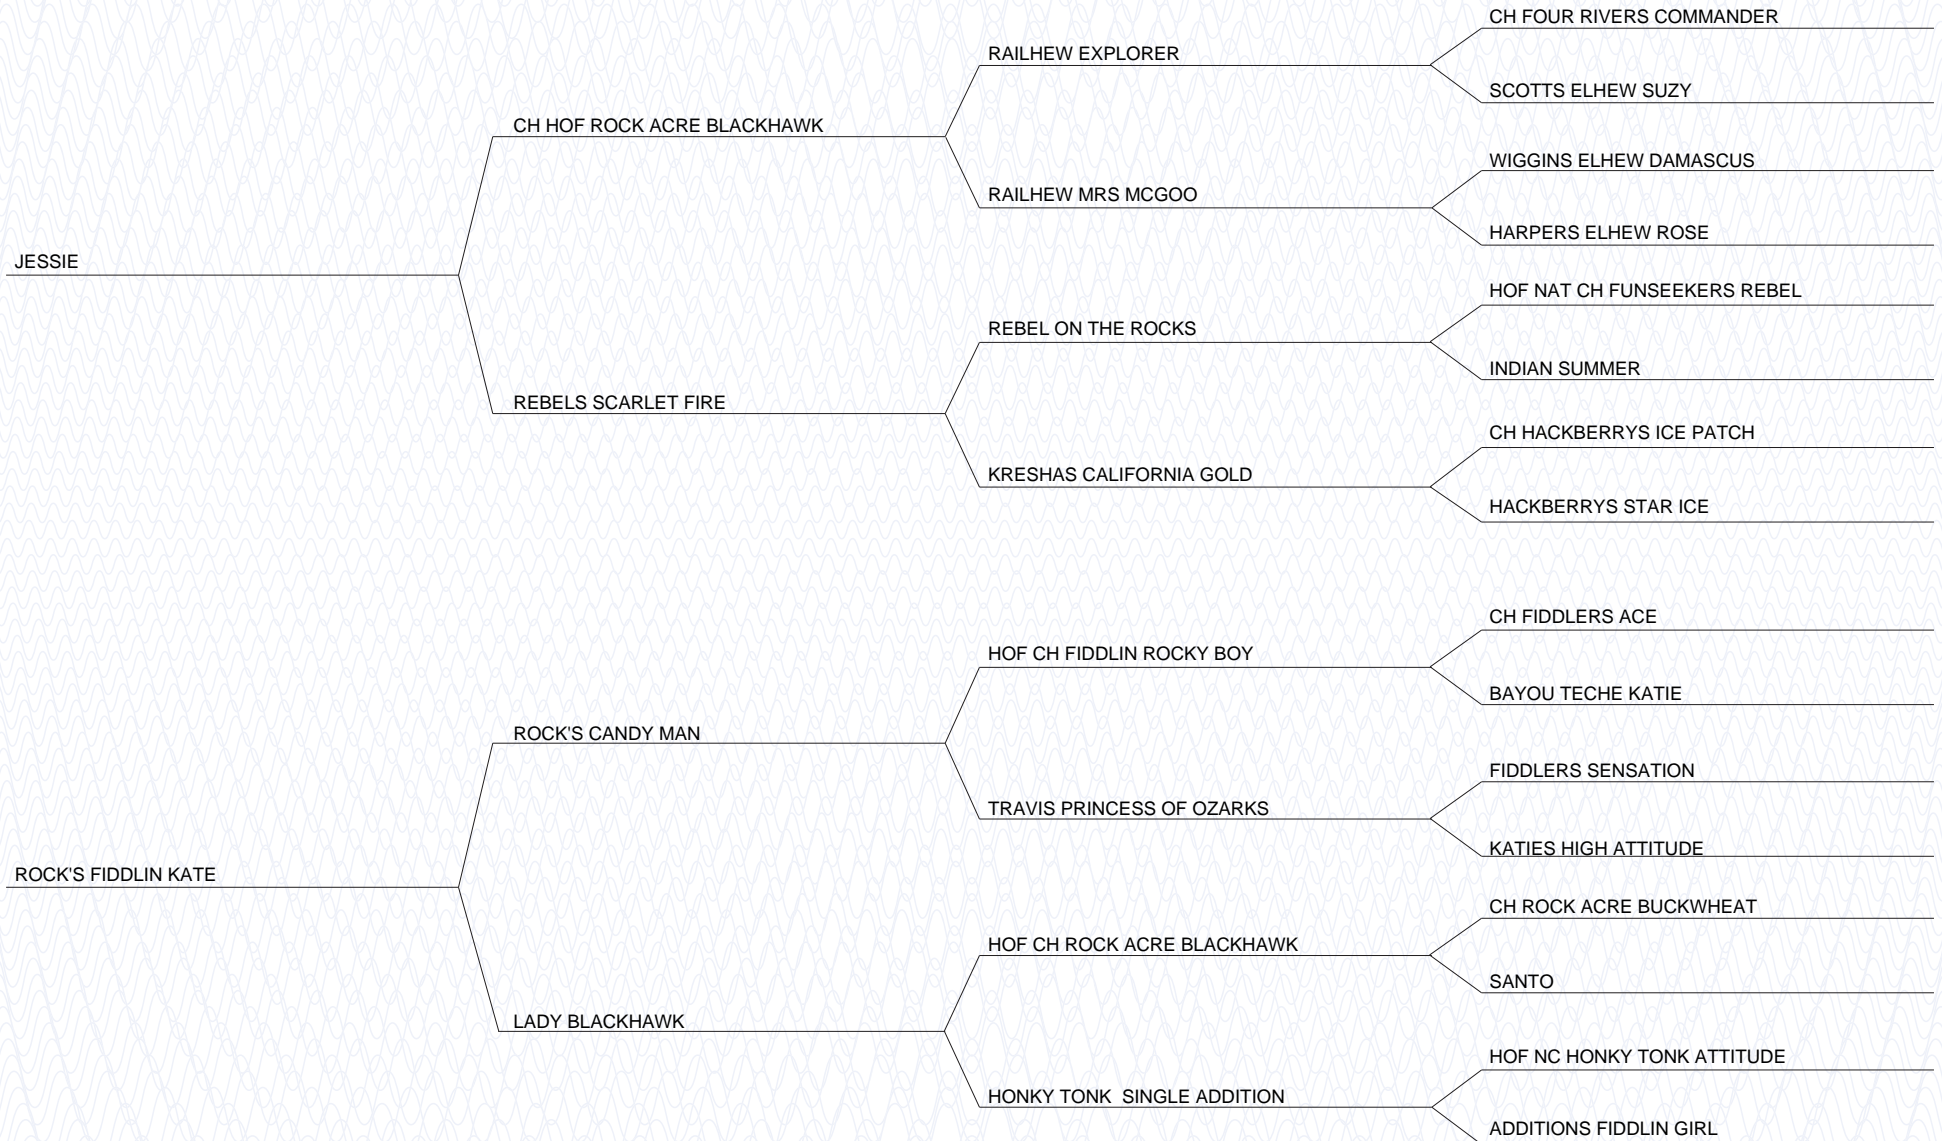 CH FOUR RIVERS COMMANDER
RAILHEW EXPLORER
SCOTTS ELHEW SUZY
CH HOF ROCK ACRE BLACKHAWK
WIGGINS ELHEW DAMASCUS
RAILHEW MRS MCGOO
HARPERS ELHEW ROSE
JESSIE
HOF NAT CH FUNSEEKERS REBEL
REBEL ON THE ROCKS
INDIAN SUMMER
REBELS SCARLET FIRE
CH HACKBERRYS ICE PATCH
KRESHAS CALIFORNIA GOLD
HACKBERRYS STAR ICE
CH FIDDLERS ACE
HOF CH FIDDLIN ROCKY BOY
BAYOU TECHE KATIE
ROCK'S CANDY MAN
FIDDLERS SENSATION
TRAVIS PRINCESS OF OZARKS
KATIES HIGH ATTITUDE
ROCK'S FIDDLIN KATE
CH ROCK ACRE BUCKWHEAT
HOF CH ROCK ACRE BLACKHAWK
SANTO
LADY BLACKHAWK
HOF NC HONKY TONK ATTITUDE
HONKY TONK  SINGLE ADDITION
ADDITIONS FIDDLIN GIRL